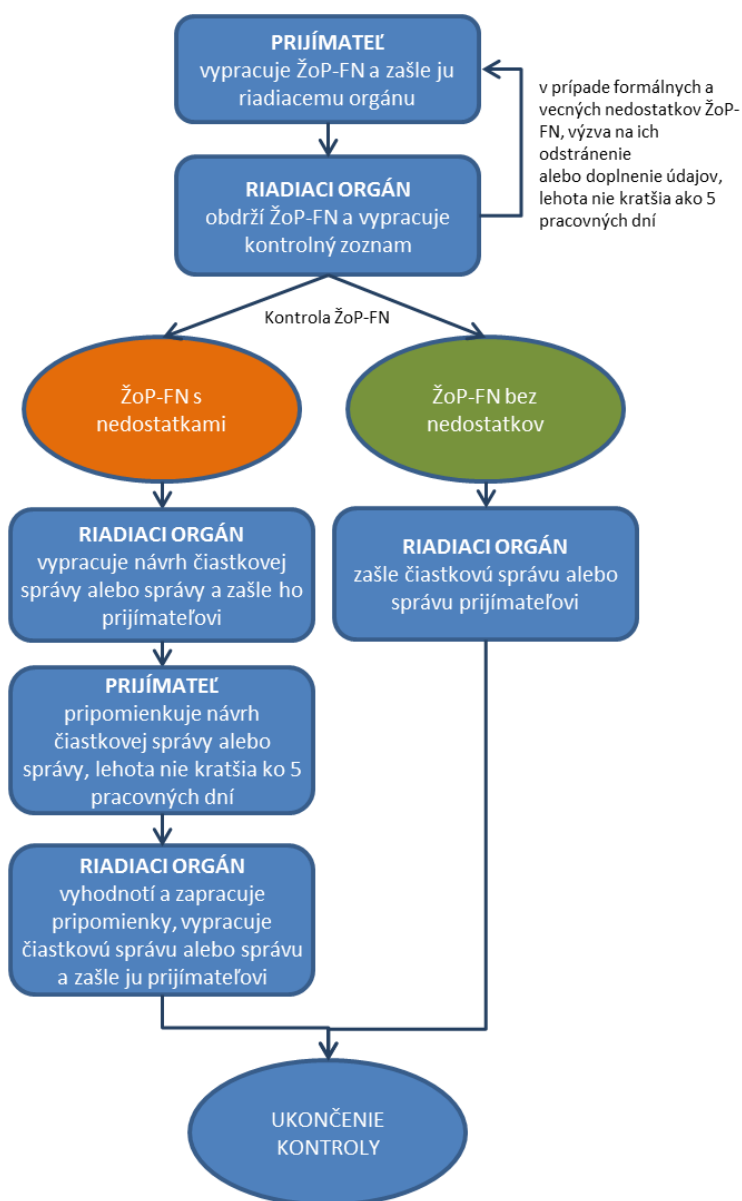 PRIJÍMATEĽ
vypracuje ŽoP-FN a zašle ju
riadiacemu orgánu
v prípade formálnych a
vecných nedostatkov ŽoP-
FN, výzva na ich
odstránenie
alebo doplnenie údajov,
lehota nie kratšia ako 5
pracovných dní
RIADIACI ORGÁN
obdrží ŽoP-FN a vypracuje
kontrolný zoznam
Kontrola ŽoP-FN
ŽoP-FN s
nedostatkami
ŽoP-FN bez
nedostatkov
RIADIACI ORGÁN
vypracuje návrh čiastkovej
správy alebo správy a zašle ho
prijímateľovi
RIADIACI ORGÁN
zašle čiastkovú správu alebo
správu prijímateľovi
PRIJÍMATEĽ
pripomienkuje návrh
čiastkovej správy alebo
správy, lehota nie kratšia ko 5
pracovných dní
RIADIACI ORGÁN
vyhodnotí a zapracuje
pripomienky, vypracuje
čiastkovú správu alebo správu
a zašle ju prijímateľovi
UKONČENIE
KONTROLY